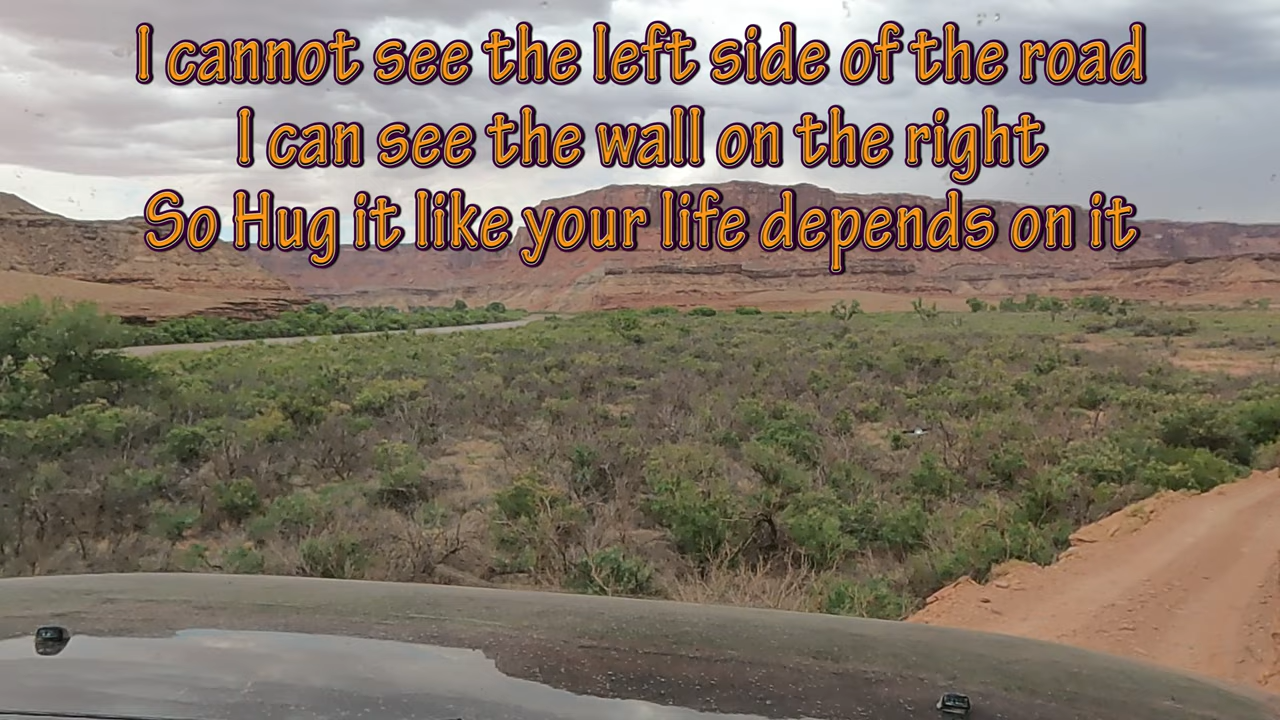 I cannot see the left side of the road
I can see the wall on the right
So Hug it like your life depends on it